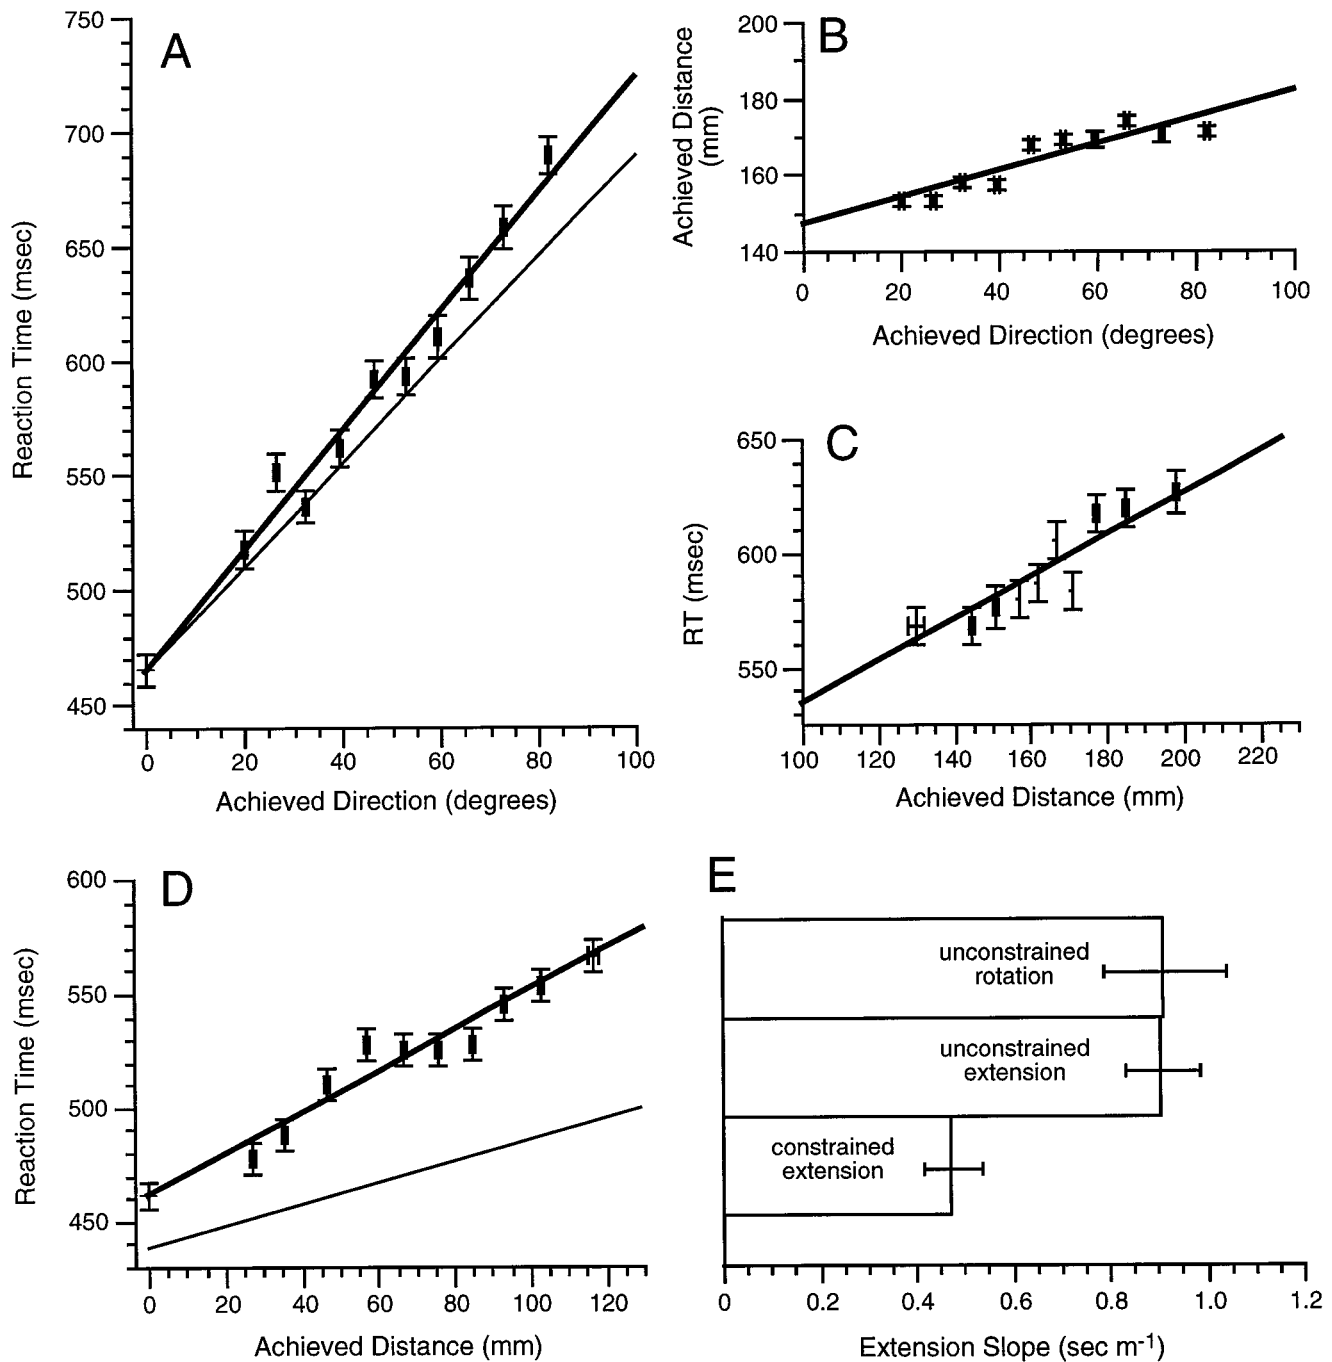 A
750
700
650
600
550
500
450
Reaction Time (msec)
0 20 40 60 80 100
Achieved Direction (degrees)
B
200
180
160
140
Achieved Distance
(mm)
0 20 40 60 80 100
Achieved Direction (degrees)
C
650
600
550
RT (msec)
100 120 140 160 180 200 220
Achieved Distance (mm)
D
600
550
500
450
Reaction Time (msec)
0 20 40 60 80 100 120
Achieved Distance (mm)
E
unconstrained
rotation
unconstrained
extension
constrained
extension
0 0.2 0.4 0.6 0.8 1.0 1.2
Extension Slope (sec m-1)